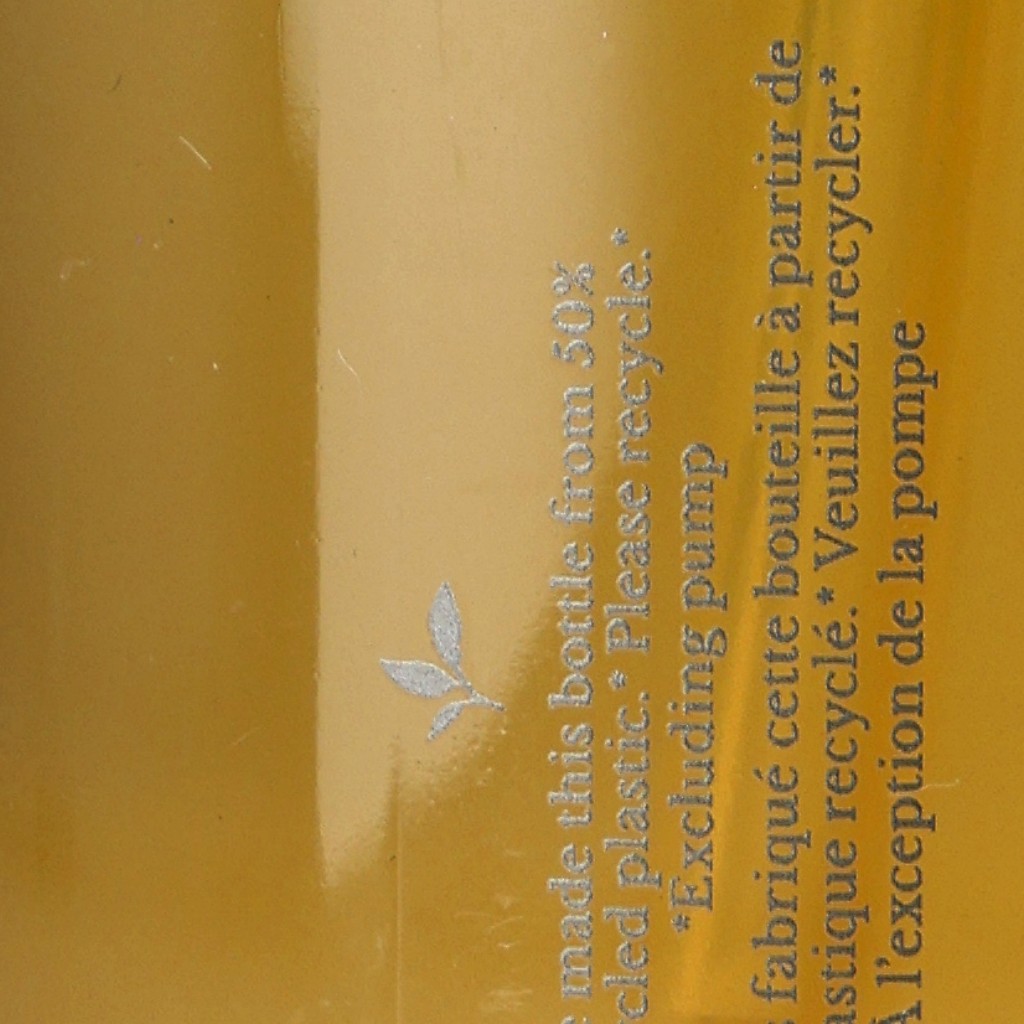 made this bottle from 50%
cled plastic.* Please recycle.*
*Excluding pump
fabriqué cette bouteille à partir de
astique recyclé.* Veuillez recycler.*
À l'exception de la pompe